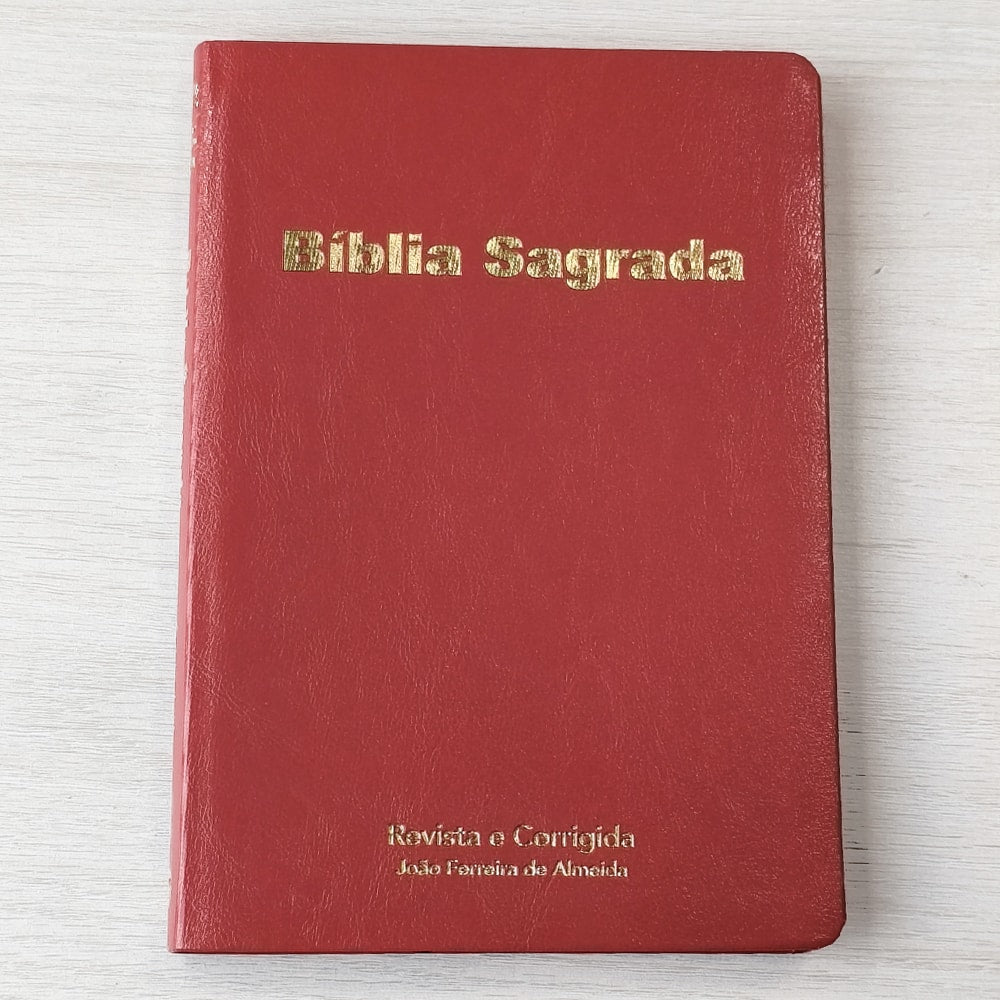 Bíblia Sagrada
Revista e Corrigida
João Ferreira de Almeida